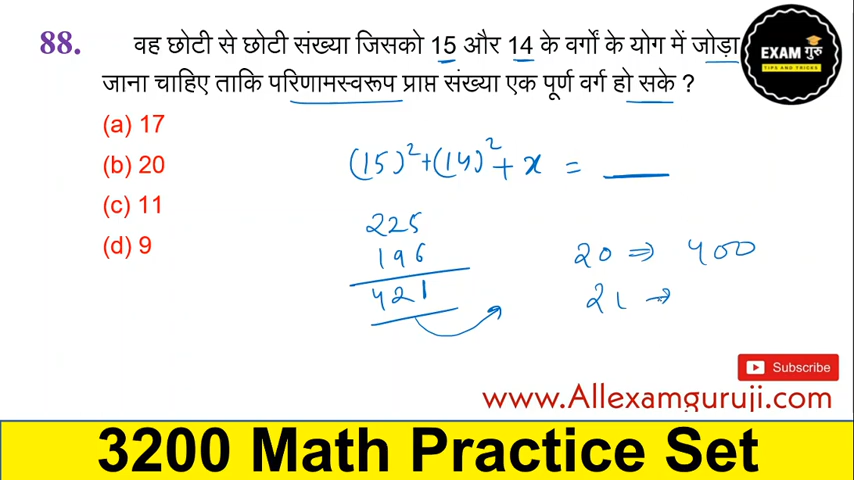 88. वह छोटी से छोटी संख्या जिसको 15 और 14 के वर्गों के योग में जोड़ा
जाना चाहिए ताकि परिणामस्वरूप प्राप्त संख्या एक पूर्ण वर्ग हो सके ?
EXAM गुरु
TIPS AND TRICKS
(a) 17
(b) 20
(c) 11
(d) 9
(15)²+(14)²+x = ___
225
196
421
20 ⇒ 400
21 ⇒
Subscribe
www.Allexamguruji.com
3200 Math Practice Set